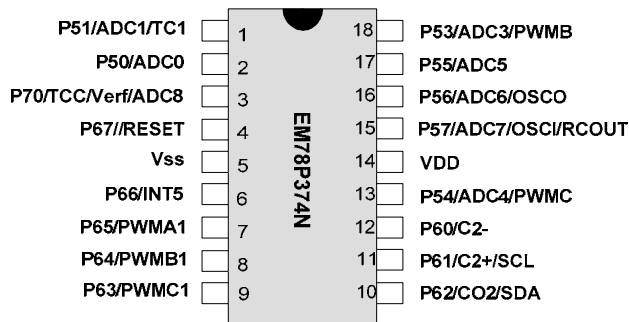 P51/ADC1/TC1 1 18 P53/ADC3/PWMB
P50/ADC0 2 17 P55/ADC5
P70/TCC/Verf/ADC8 3 16 P56/ADC6/OSCO
P67//RESET 4 15 P57/ADC7/OSCI/RCOUT
Vss 5 14 VDD
P66/INT5 6 13 P54/ADC4/PWMC
P65/PWMA1 7 12 P60/C2-
P64/PWMB1 8 11 P61/C2+/SCL
P63/PWMC1 9 10 P62/CO2/SDA
EM78P374N